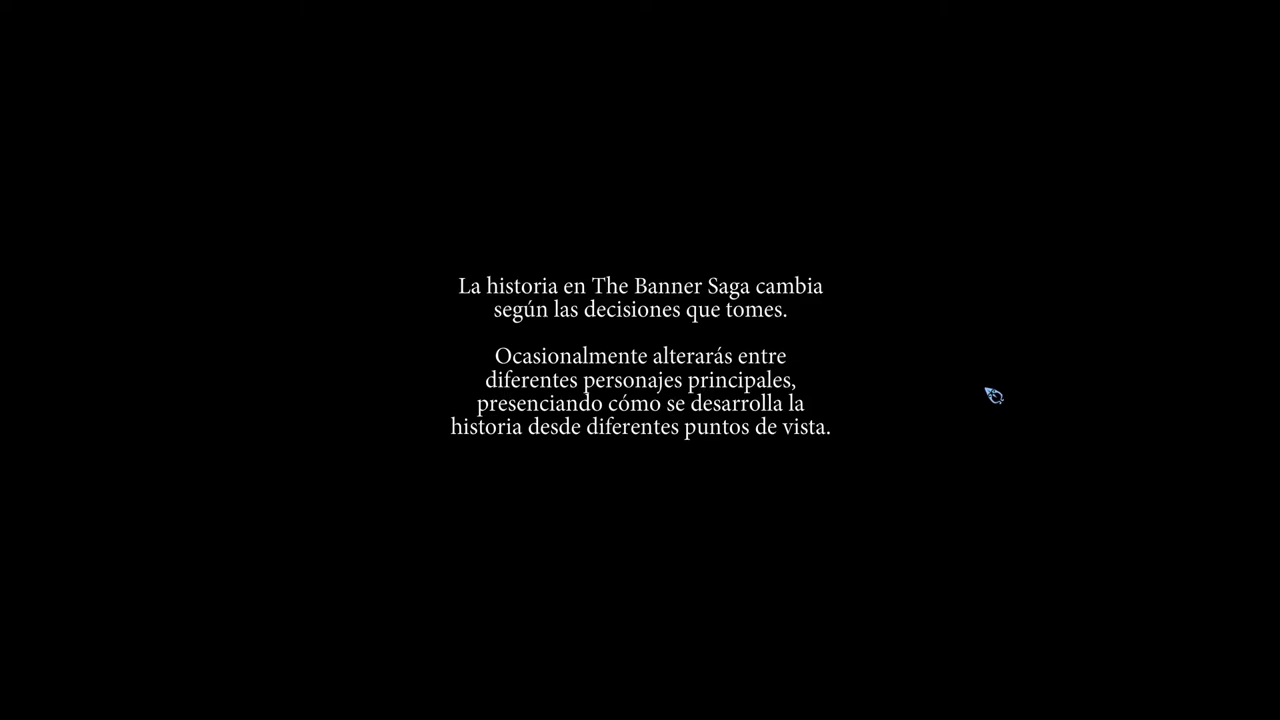 La historia en The Banner Saga cambia
según las decisiones que tomes.
Ocasionalmente alterarás entre
diferentes personajes principales,
presenciando cómo se desarrolla la
historia desde diferentes puntos de vista.